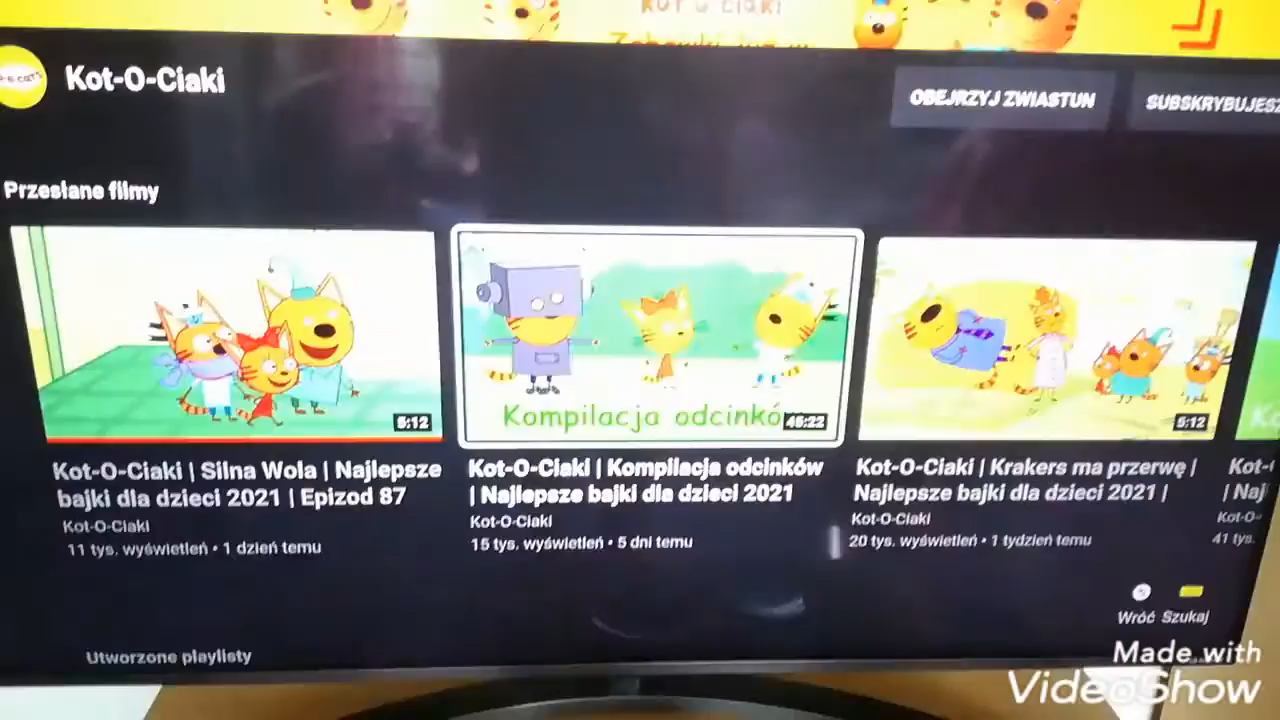 Kot-O-Ciaki
OBEJRZYJ ZWIASTUN
SUBSKRYBUJESZ
Przesłane filmy
5:12
Kompilacja odcinkó
45:22
5:12
Kot-O-Ciaki | Silna Wola | Najlepsze
bajki dla dzieci 2021 | Epizod 87
Kot-O-Ciaki
11 tys. wyświetleń • 1 dzień temu
Kot-O-Ciaki | Kompilacja odcinków
| Najlepsze bajki dla dzieci 2021
Kot-O-Ciaki
15 tys. wyświetleń • 5 dni temu
Kot-O-Ciaki | Krakers ma przerwę |
Najlepsze bajki dla dzieci 2021 |
Kot-O-Ciaki
20 tys. wyświetleń • 1 tydzień temu
Kot-
| Naj
Kot-O-
41 tys.
Wróć Szukaj
Utworzone playlisty
Made with
VideoShow